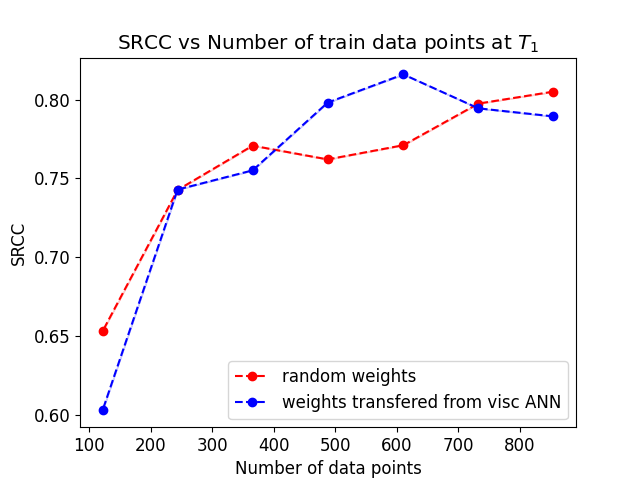 SRCC vs Number of train data points at T₁
0.80
0.75
0.70
0.65
0.60
SRCC
100 200 300 400 500 600 700 800
Number of data points
random weights
weights transfered from visc ANN